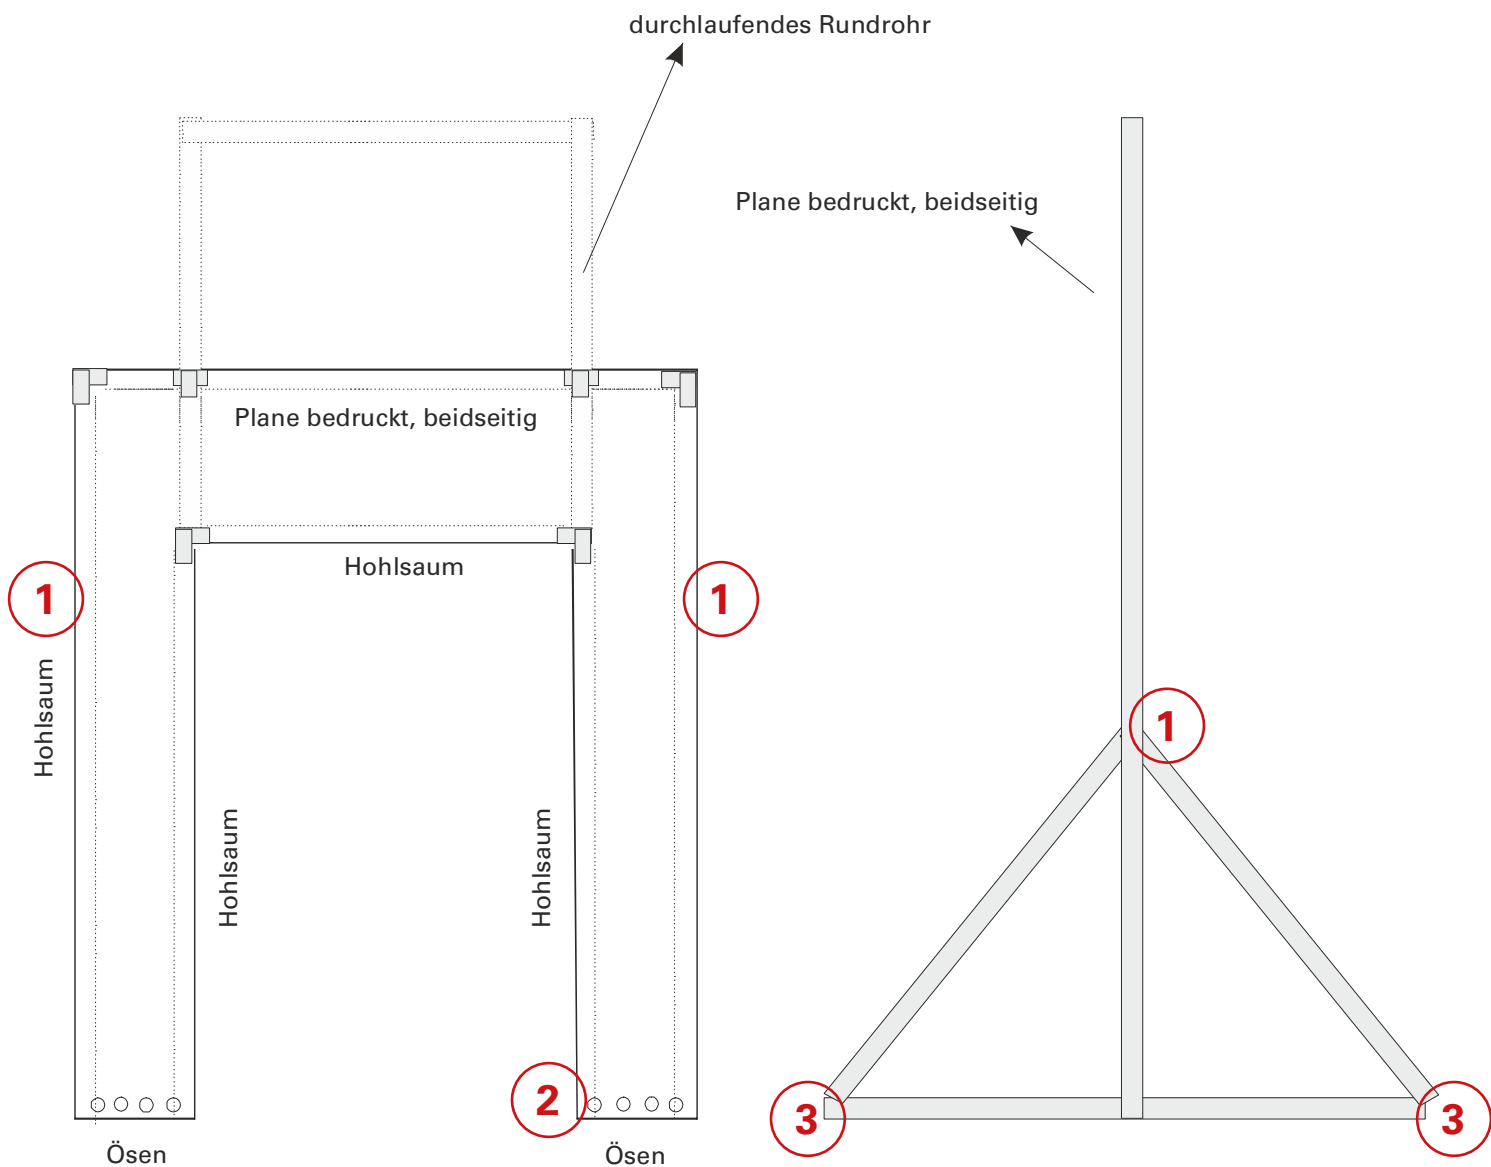 durchlaufendes Rundrohr
Plane bedruckt, beidseitig
Plane bedruckt, beidseitig
Hohlsaum
1
1
Hohlsaum
1
Hohlsaum
Hohlsaum
2
3
3
Ösen
Ösen